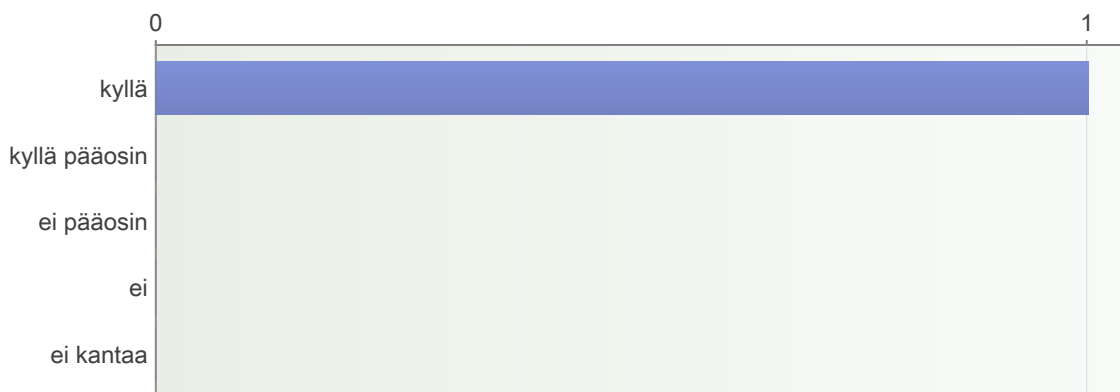 0 1
kyllä
kyllä pääosin
ei pääosin
ei
ei kantaa